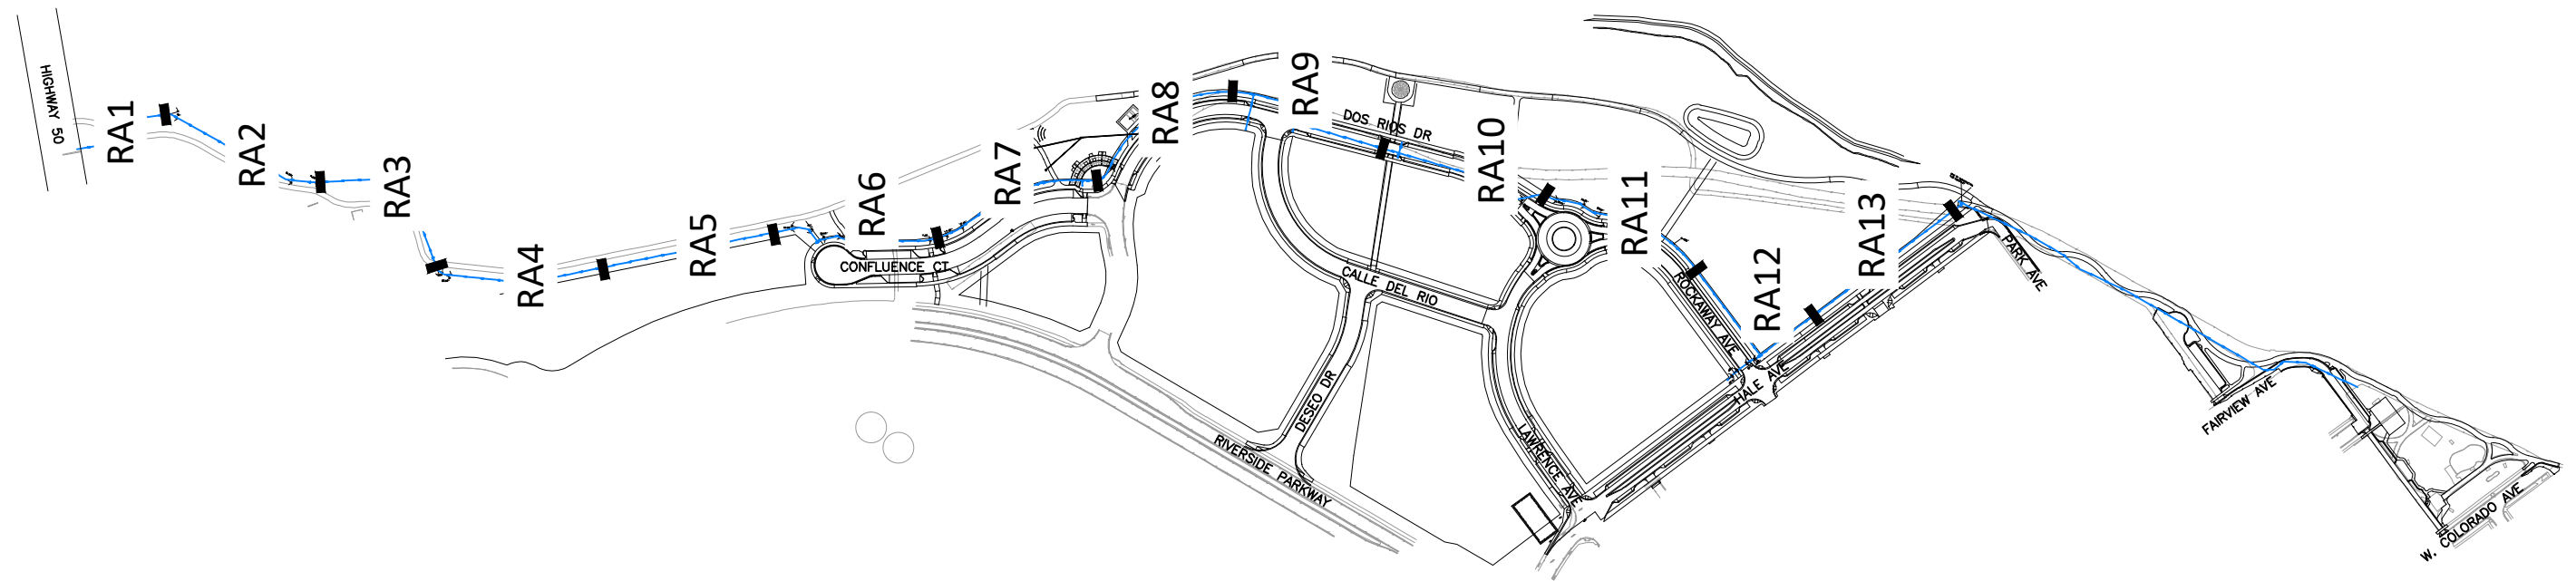 HIGHWAY 50
RA1
RA2
RA3
RA4
RA5
RA6
CONFLUENCE CT
RA7
RA8
RA9
DOS RIOS DR
RA10
CALLE DEL RIO
DESEO DR
RIVERSIDE PARKWAY
LAWRENCE AVE
RA11
ROCKAWAY AVE
RA12
HALE AVE
RA13
PARK AVE
FAIRVIEW AVE
W. COLORADO AVE